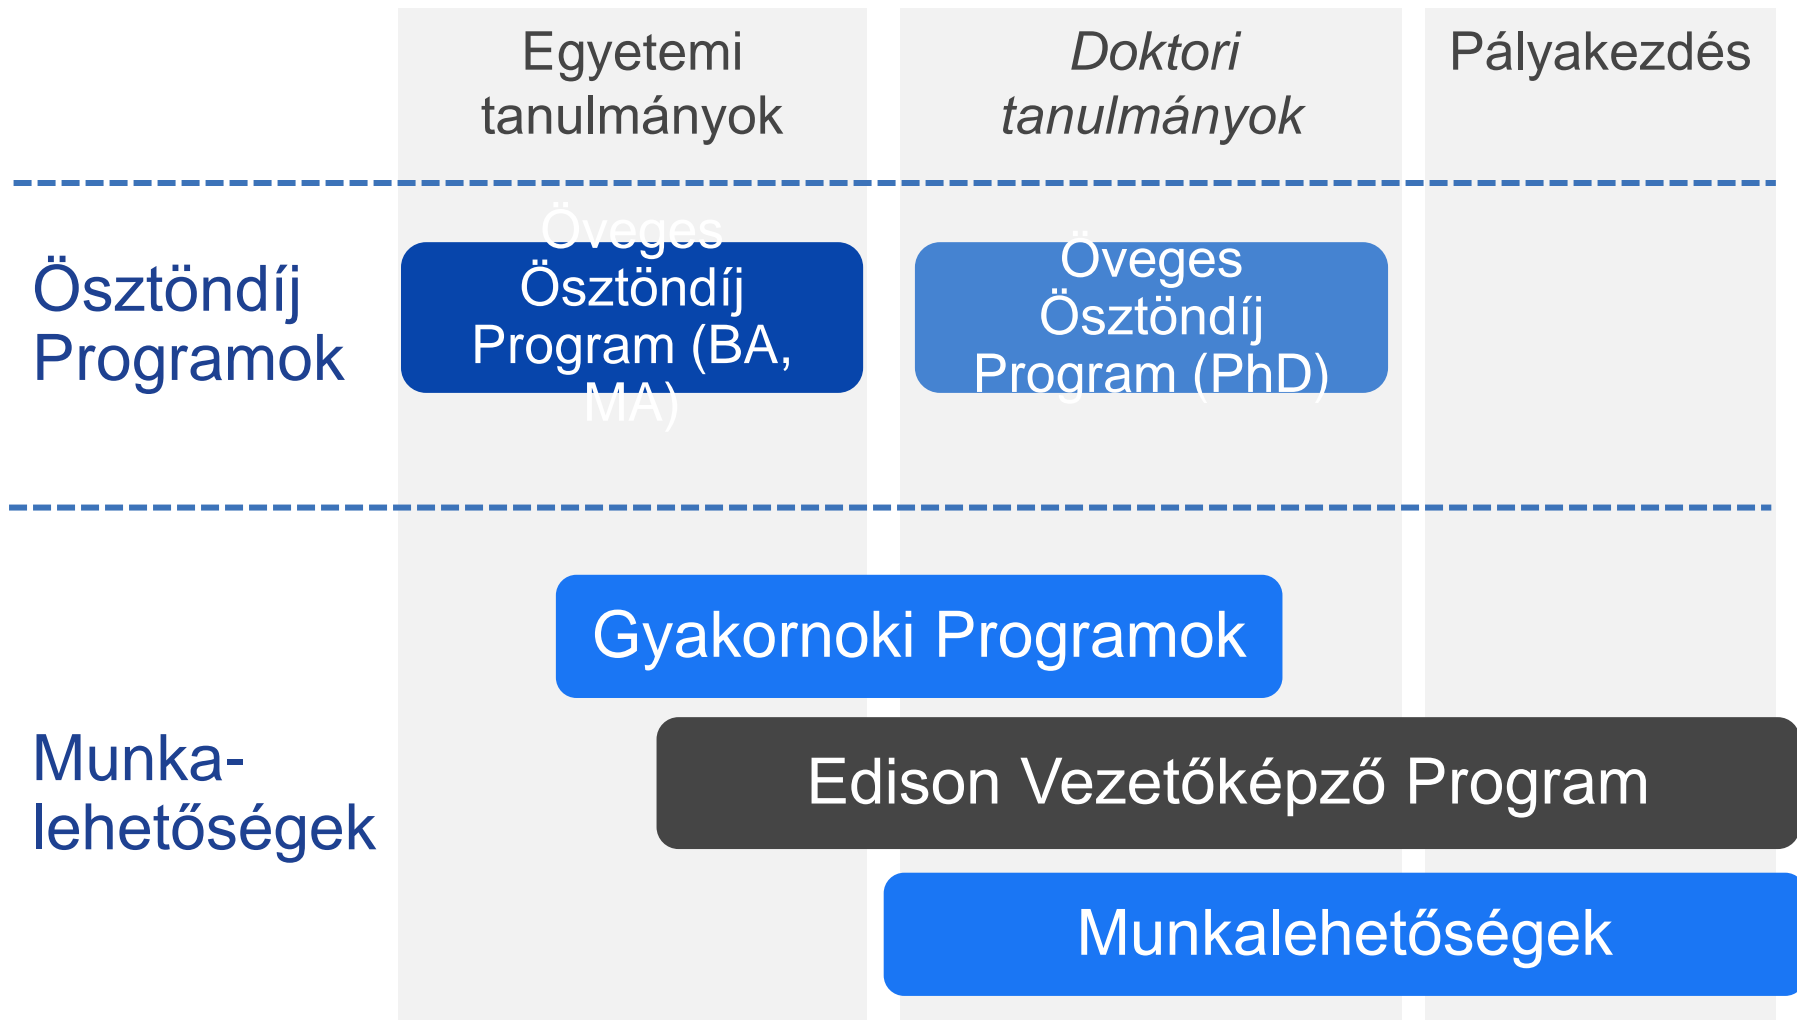 Egyetemi
tanulmányok
Doktori
tanulmányok
Pályakezdés
Ösztöndíj
Programok
Öveges
Ösztöndíj
Program (BA,
MA)
Öveges
Ösztöndíj
Program (PhD)
Munka-
lehetőségek
Gyakornoki Programok
Edison Vezetőképző Program
Munkalehetőségek